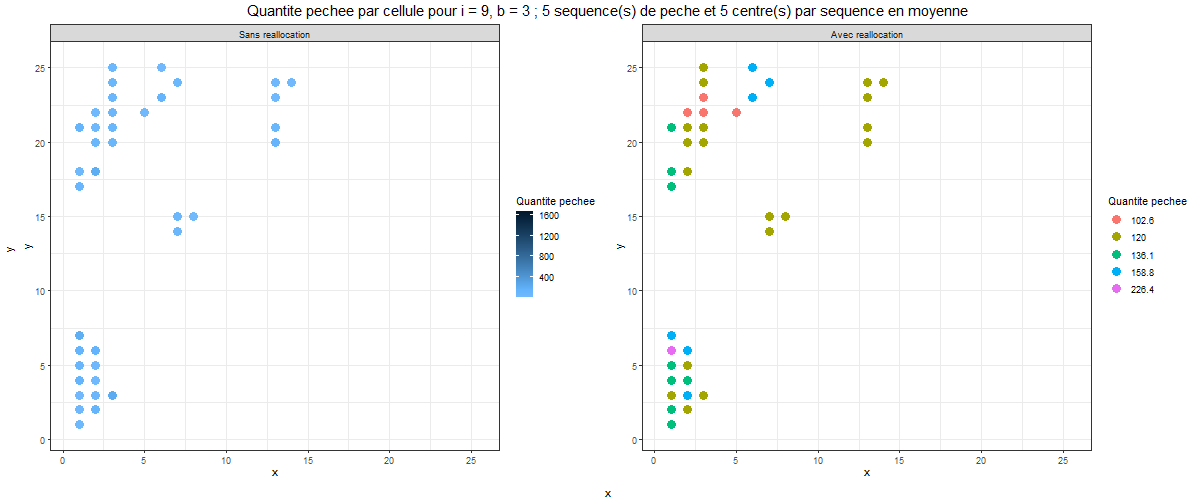 Quantite pechee par cellule pour i = 9, b = 3 ; 5 sequence(s) de peche et 5 centre(s) par sequence en moyenne
Sans reallocation
25
20
15
10
5
0
0 5 10 15 20 25
x
y
y
Quantite pechee
1600
1200
800
400
Avec reallocation
25
20
15
10
5
0
0 5 10 15 20 25
x
y
Quantite pechee
102.6
120
136.1
158.8
226.4
x